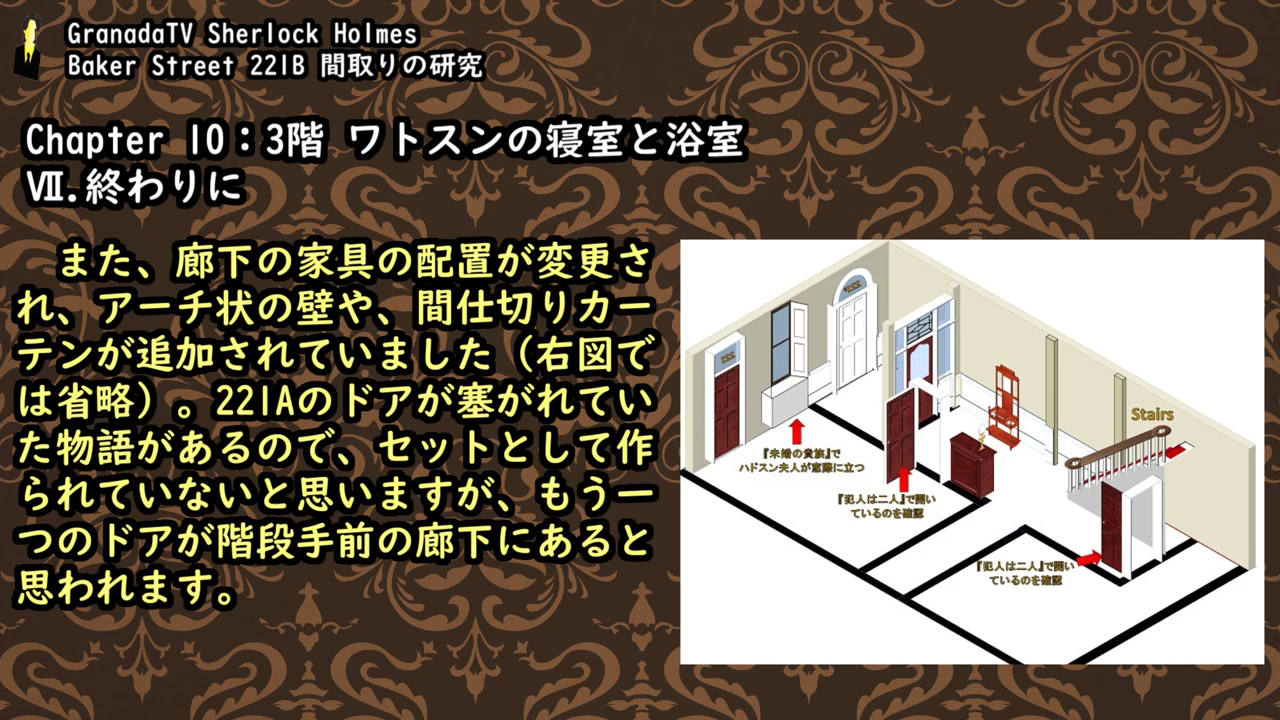 GranadaTV Sherlock Holmes
Baker Street 221B 間取りの研究
Chapter 10：3階 ワトスンの寝室と浴室
Ⅶ.終わりに
また、廊下の家具の配置が変更さ
れ、アーチ状の壁や、間仕切りカー
テンが追加されていました（右図で
は省略）。221Aのドアが塞がれてい
た物語があるので、セットとして作
られていないと思いますが、もう一
つのドアが階段手前の廊下にあると
思われます。
Stairs
『未婚の貴族』で
ハドスン夫人が窓際に立つ
『犯人は二人』で開い
ているのを確認
『犯人は二人』で開い
ているのを確認